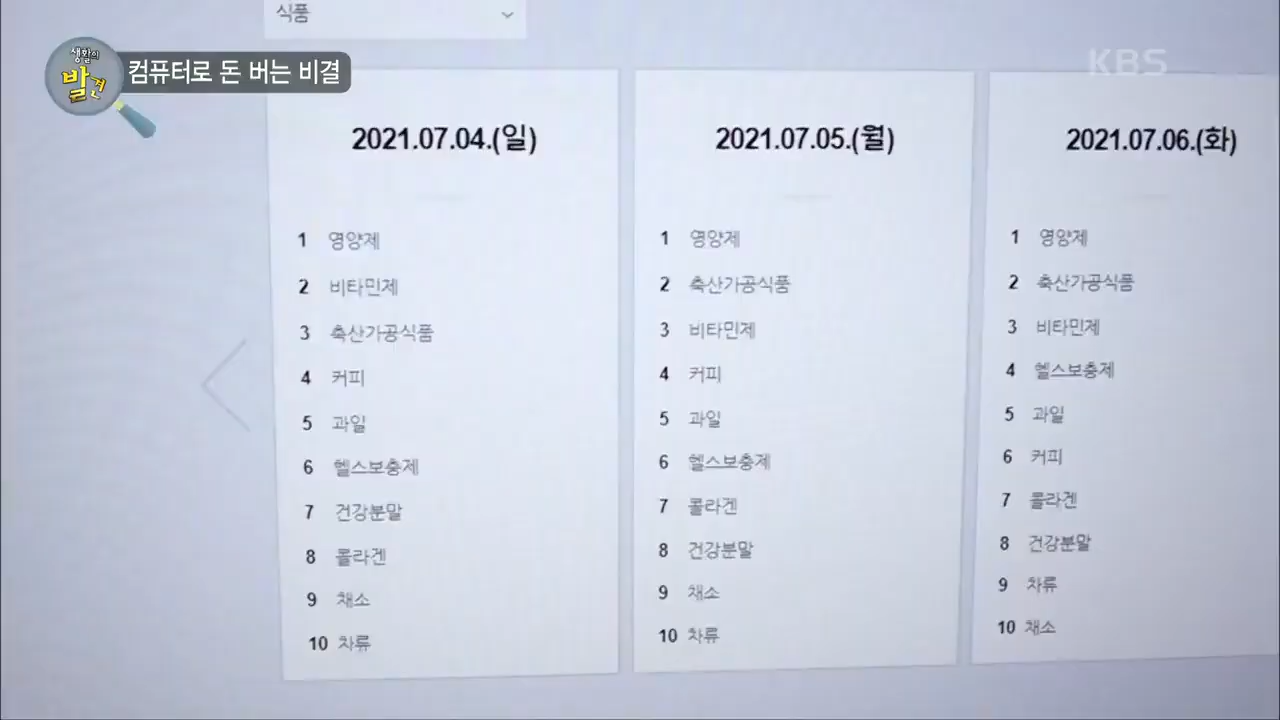 식품
생활의
발견
컴퓨터로 돈 버는 비결
KBS
2021.07.04.(일)
1 영양제
2 비타민제
3 축산가공식품
4 커피
5 과일
6 헬스보충제
7 건강분말
8 콜라겐
9 채소
10 차류
2021.07.05.(월)
1 영양제
2 축산가공식품
3 비타민제
4 커피
5 과일
6 헬스보충제
7 콜라겐
8 건강분말
9 채소
10 차류
2021.07.06.(화)
1 영양제
2 축산가공식품
3 비타민제
4 헬스보충제
5 과일
6 커피
7 콜라겐
8 건강분말
9 차류
10 채소